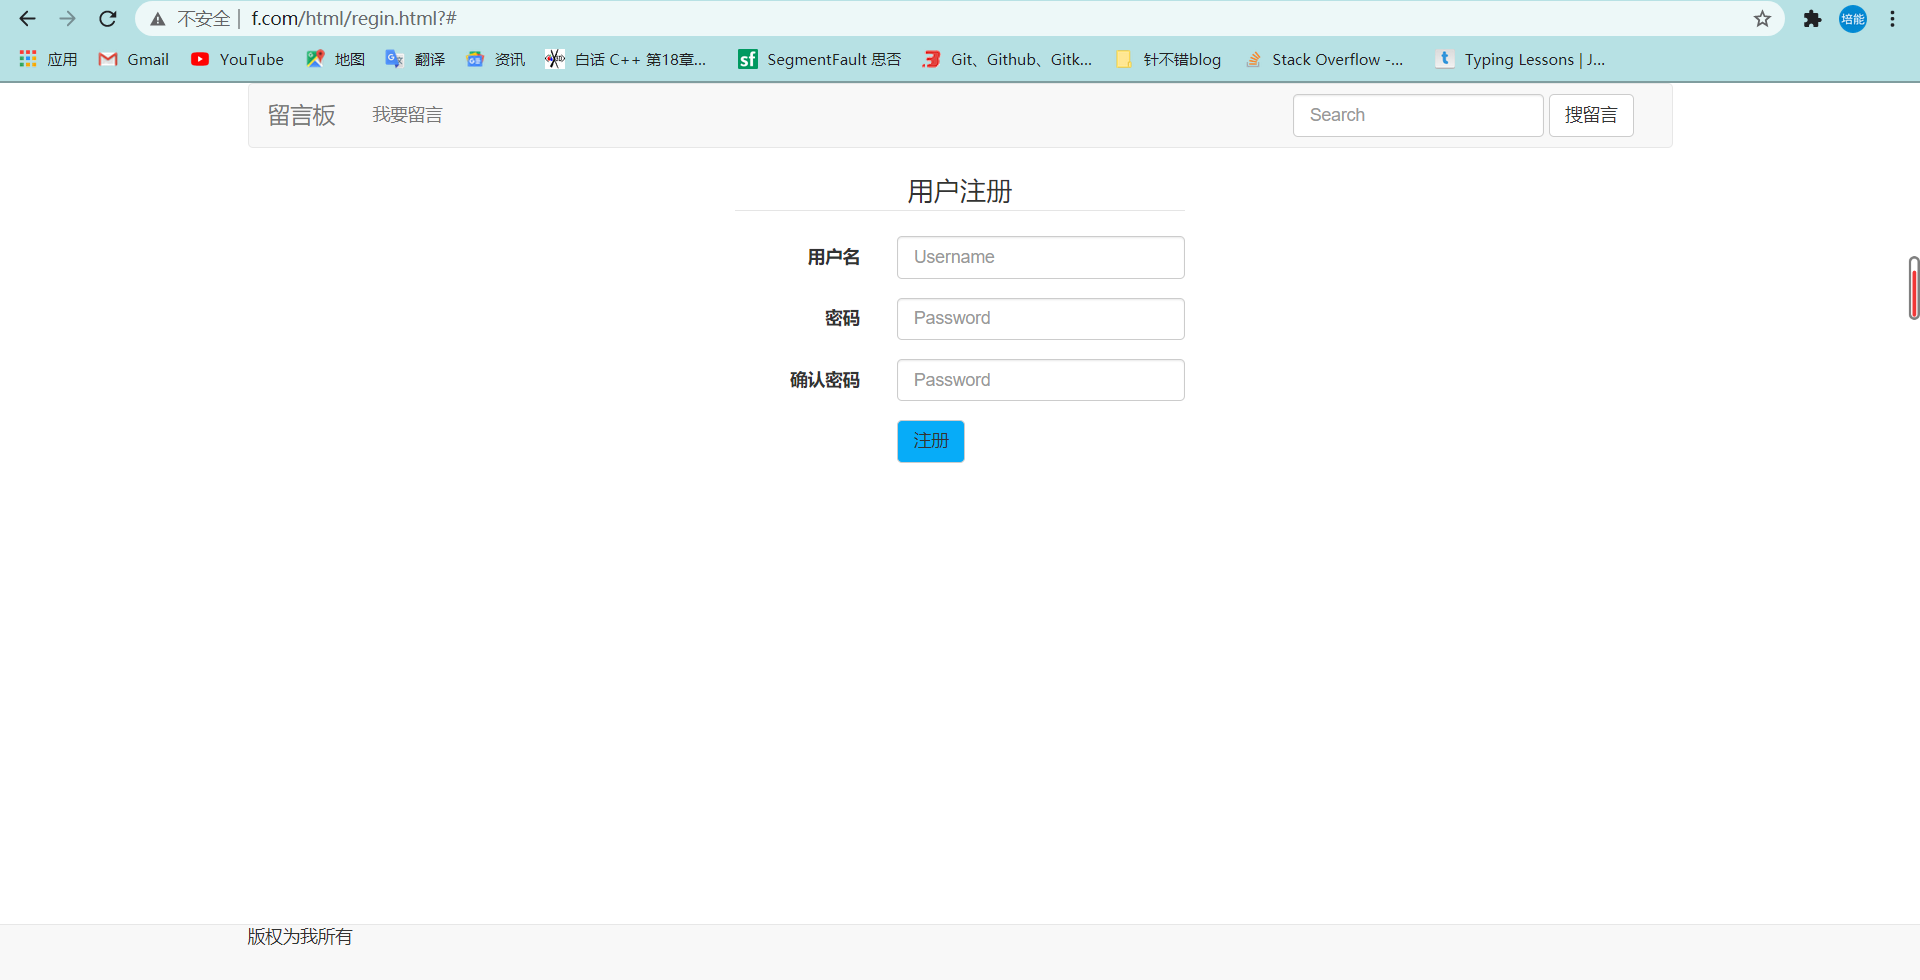 不安全 | f.com/html/regin.html?#
培能
应用 Gmail YouTube 地图 翻译 资讯 白话 C++ 第18章... SegmentFault 思否 Git、Github、Gitk... 针不错blog Stack Overflow -... Typing Lessons | J...
留言板 我要留言 Search 搜留言
用户注册
用户名 Username
密码 Password
确认密码 Password
注册
版权为我所有